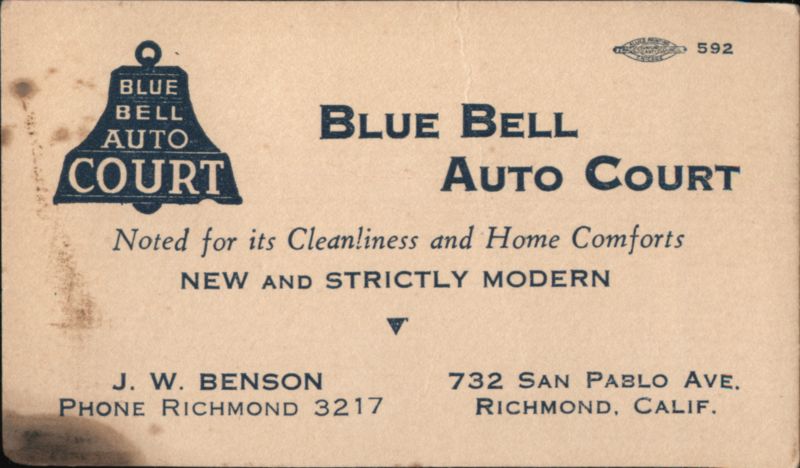 592
BLUE
BELL
AUTO
COURT
BLUE BELL
AUTO COURT
Noted for its Cleanliness and Home Comforts
NEW AND STRICTLY MODERN
J. W. BENSON
PHONE RICHMOND 3217
732 SAN PABLO AVE.
RICHMOND, CALIF.